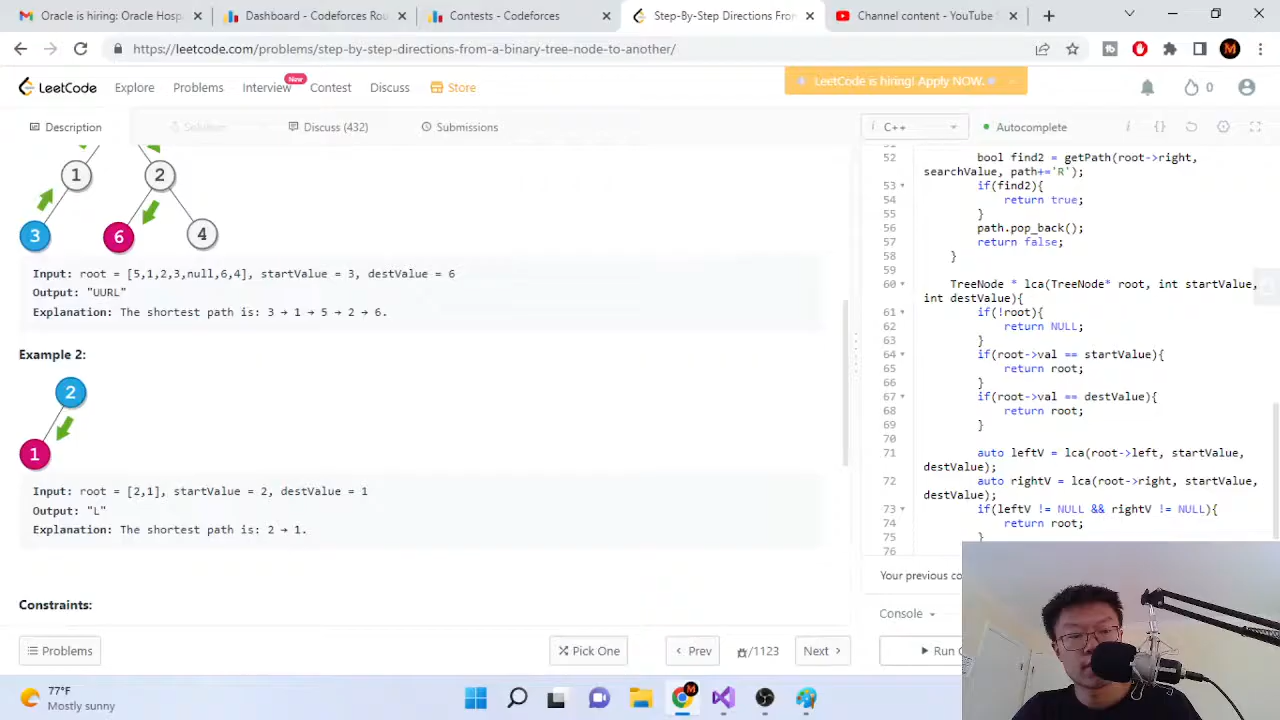 Oracle is hiring: Oracle Hosp
Dashboard - Codeforces Rou
Contests - Codeforces
Step-By-Step Directions From
Channel content - YouTube S
https://leetcode.com/problems/step-by-step-directions-from-a-binary-tree-node-to-another/
LeetCode
Explore
Problems
Interview
New
Contest
Discuss
Store
LeetCode is hiring! Apply NOW.
0
Description
Solution
Discuss (432)
Submissions
i C++
Autocomplete
1
2
3
6
4
Input: root = [5,1,2,3,null,6,4], startValue = 3, destValue = 6
Output: "UURL"
Explanation: The shortest path is: 3 → 1 → 5 → 2 → 6.
Example 2:
2
1
Input: root = [2,1], startValue = 2, destValue = 1
Output: "L"
Explanation: The shortest path is: 2 → 1.
Constraints:
52 bool find2 = getPath(root->right,
searchValue, path+='R');
53 if(find2){
54 return true;
55 }
56 path.pop_back();
57 return false;
58 }
59
60 TreeNode * lca(TreeNode* root, int startValue,
int destValue){
61 if(!root){
62 return NULL;
63 }
64 if(root->val == startValue){
65 return root;
66 }
67 if(root->val == destValue){
68 return root;
69 }
70
71 auto leftV = lca(root->left, startValue,
destValue);
72 auto rightV = lca(root->right, startValue,
destValue);
73 if(leftV != NULL && rightV != NULL){
74 return root;
75 }
76
Your previous co
Console
Problems
Pick One
Prev
/1123
Next
Run
77°F
Mostly sunny